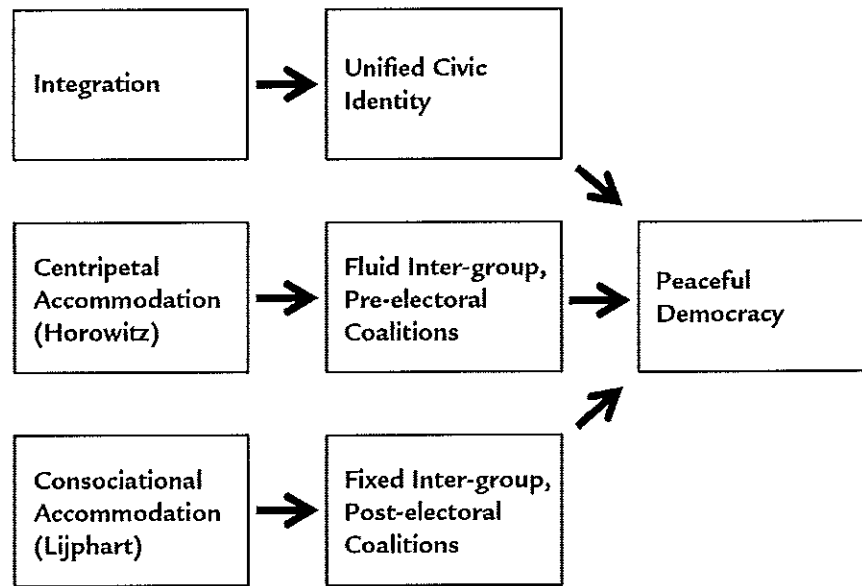 Integration
Unified Civic
Identity
Centripetal
Accommodation
(Horowitz)
Fluid Inter-group,
Pre-electoral
Coalitions
Peaceful
Democracy
Consociational
Accommodation
(Lijphart)
Fixed Inter-group,
Post-electoral
Coalitions